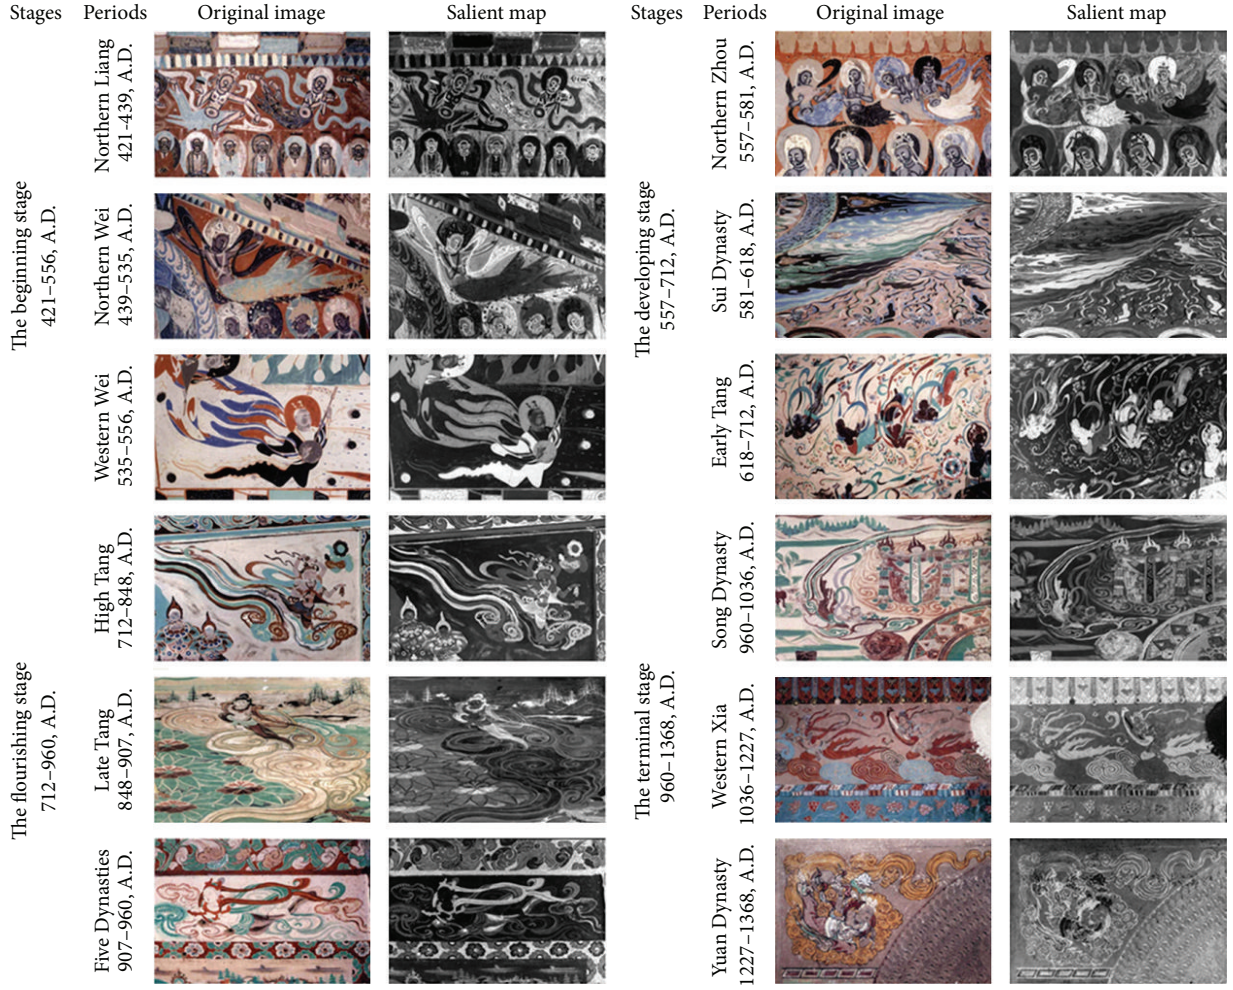 Stages Periods Original image Salient map Stages Periods Original image Salient map
The beginning stage
421–556, A.D.
Northern Liang
421-439, A.D.
Northern Wei
439–535, A.D.
Western Wei
535–556, A.D.
The flourishing stage
712–960, A.D.
High Tang
712–848, A.D.
Late Tang
848–907, A.D.
Five Dynasties
907–960, A.D.
The developing stage
557–712, A.D.
Northern Zhou
557–581, A.D.
Sui Dynasty
581–618, A.D.
Early Tang
618–712, A.D.
The terminal stage
960–1368, A.D.
Song Dynasty
960–1036, A.D.
Western Xia
1036–1227, A.D.
Yuan Dynasty
1227–1368, A.D.